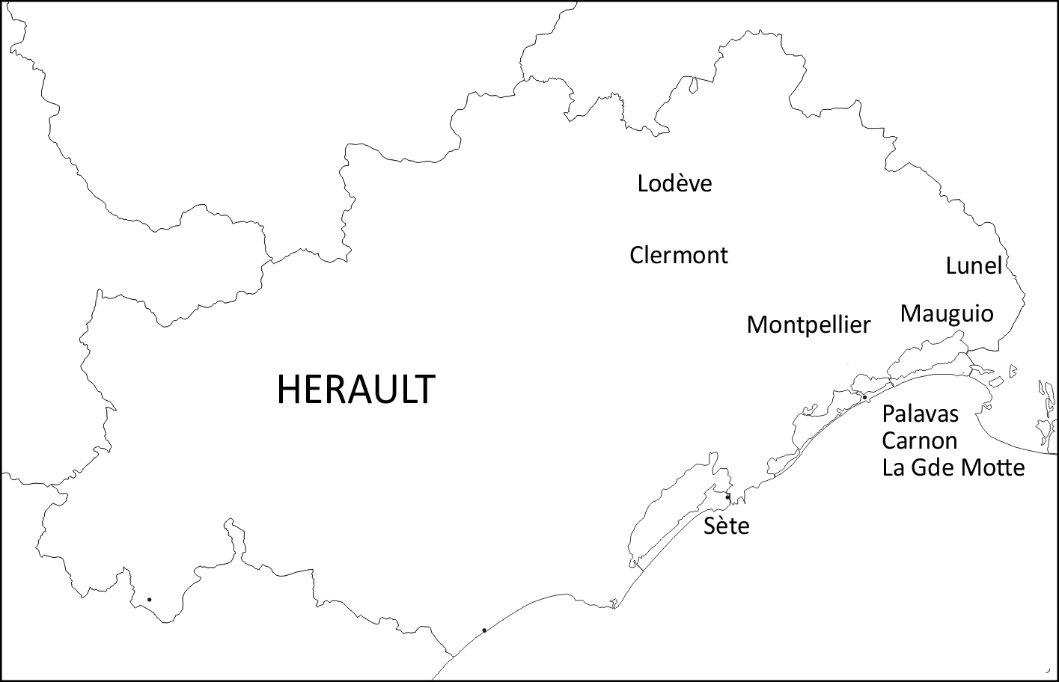 Lodève
Clermont
Lunel
Mauguio
Montpellier
HERAULT
Palavas
Carnon
La Gde Motte
Sète